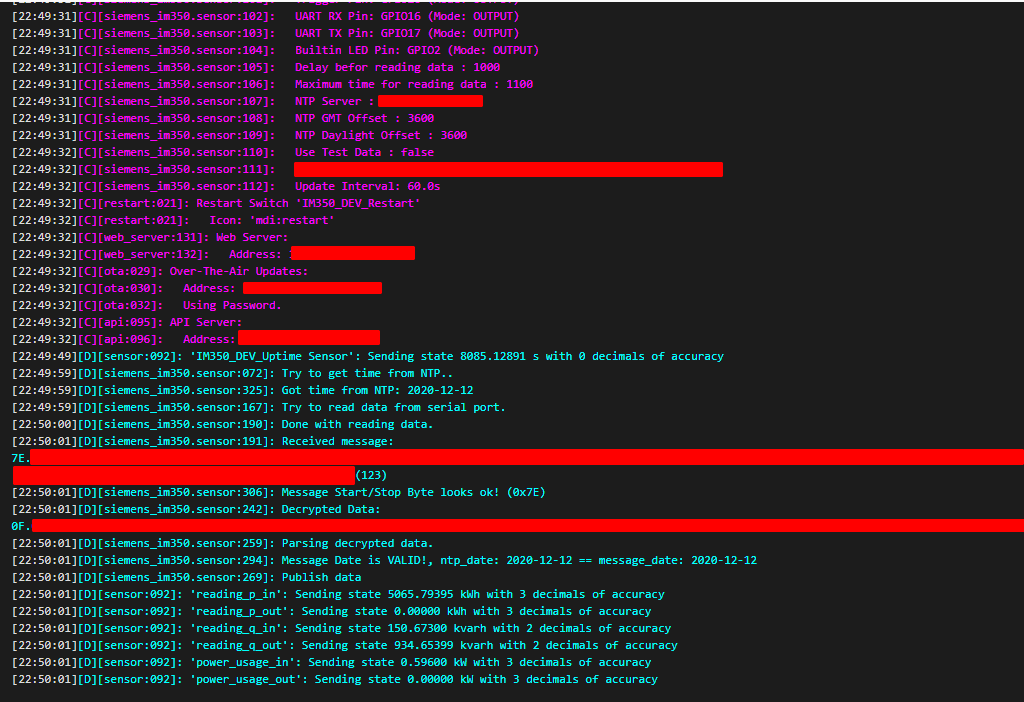 [22:49:31][C][siemens_im350.sensor:102]:   UART RX Pin: GPIO16 (Mode: OUTPUT)
[22:49:31][C][siemens_im350.sensor:103]:   UART TX Pin: GPIO17 (Mode: OUTPUT)
[22:49:31][C][siemens_im350.sensor:104]:   Builtin LED Pin: GPIO2 (Mode: OUTPUT)
[22:49:31][C][siemens_im350.sensor:105]:   Delay befor reading data : 1000
[22:49:31][C][siemens_im350.sensor:106]:   Maximum time for reading data : 1100
[22:49:31][C][siemens_im350.sensor:107]:   NTP Server :
[22:49:31][C][siemens_im350.sensor:108]:   NTP GMT Offset : 3600
[22:49:31][C][siemens_im350.sensor:109]:   NTP Daylight Offset : 3600
[22:49:32][C][siemens_im350.sensor:110]:   Use Test Data : false
[22:49:32][C][siemens_im350.sensor:111]:
[22:49:32][C][siemens_im350.sensor:112]:   Update Interval: 60.0s
[22:49:32][C][restart:021]: Restart Switch 'IM350_DEV_Restart'
[22:49:32][C][restart:021]:   Icon: 'mdi:restart'
[22:49:32][C][web_server:131]: Web Server:
[22:49:32][C][web_server:132]:   Address:
[22:49:32][C][ota:029]: Over-The-Air Updates:
[22:49:32][C][ota:030]:   Address:
[22:49:32][C][ota:032]:   Using Password.
[22:49:32][C][api:095]: API Server:
[22:49:32][C][api:096]:   Address:
[22:49:49][D][sensor:092]: 'IM350_DEV_Uptime Sensor': Sending state 8085.12891 s with 0 decimals of accuracy
[22:49:59][D][siemens_im350.sensor:072]: Try to get time from NTP..
[22:49:59][D][siemens_im350.sensor:325]: Got time from NTP: 2020-12-12
[22:49:59][D][siemens_im350.sensor:167]: Try to read data from serial port.
[22:50:00][D][siemens_im350.sensor:190]: Done with reading data.
[22:50:01][D][siemens_im350.sensor:191]: Received message:
7E.
(123)
[22:50:01][D][siemens_im350.sensor:306]: Message Start/Stop Byte looks ok! (0x7E)
[22:50:01][D][siemens_im350.sensor:242]: Decrypted Data:
0F.
[22:50:01][D][siemens_im350.sensor:259]: Parsing decrypted data.
[22:50:01][D][siemens_im350.sensor:294]: Message Date is VALID!, ntp_date: 2020-12-12 == message_date: 2020-12-12
[22:50:01][D][siemens_im350.sensor:269]: Publish data
[22:50:01][D][sensor:092]: 'reading_p_in': Sending state 5065.79395 kWh with 3 decimals of accuracy
[22:50:01][D][sensor:092]: 'reading_p_out': Sending state 0.00000 kWh with 3 decimals of accuracy
[22:50:01][D][sensor:092]: 'reading_q_in': Sending state 150.67300 kvarh with 2 decimals of accuracy
[22:50:01][D][sensor:092]: 'reading_q_out': Sending state 934.65399 kvarh with 2 decimals of accuracy
[22:50:01][D][sensor:092]: 'power_usage_in': Sending state 0.59600 kW with 3 decimals of accuracy
[22:50:01][D][sensor:092]: 'power_usage_out': Sending state 0.00000 kW with 3 decimals of accuracy